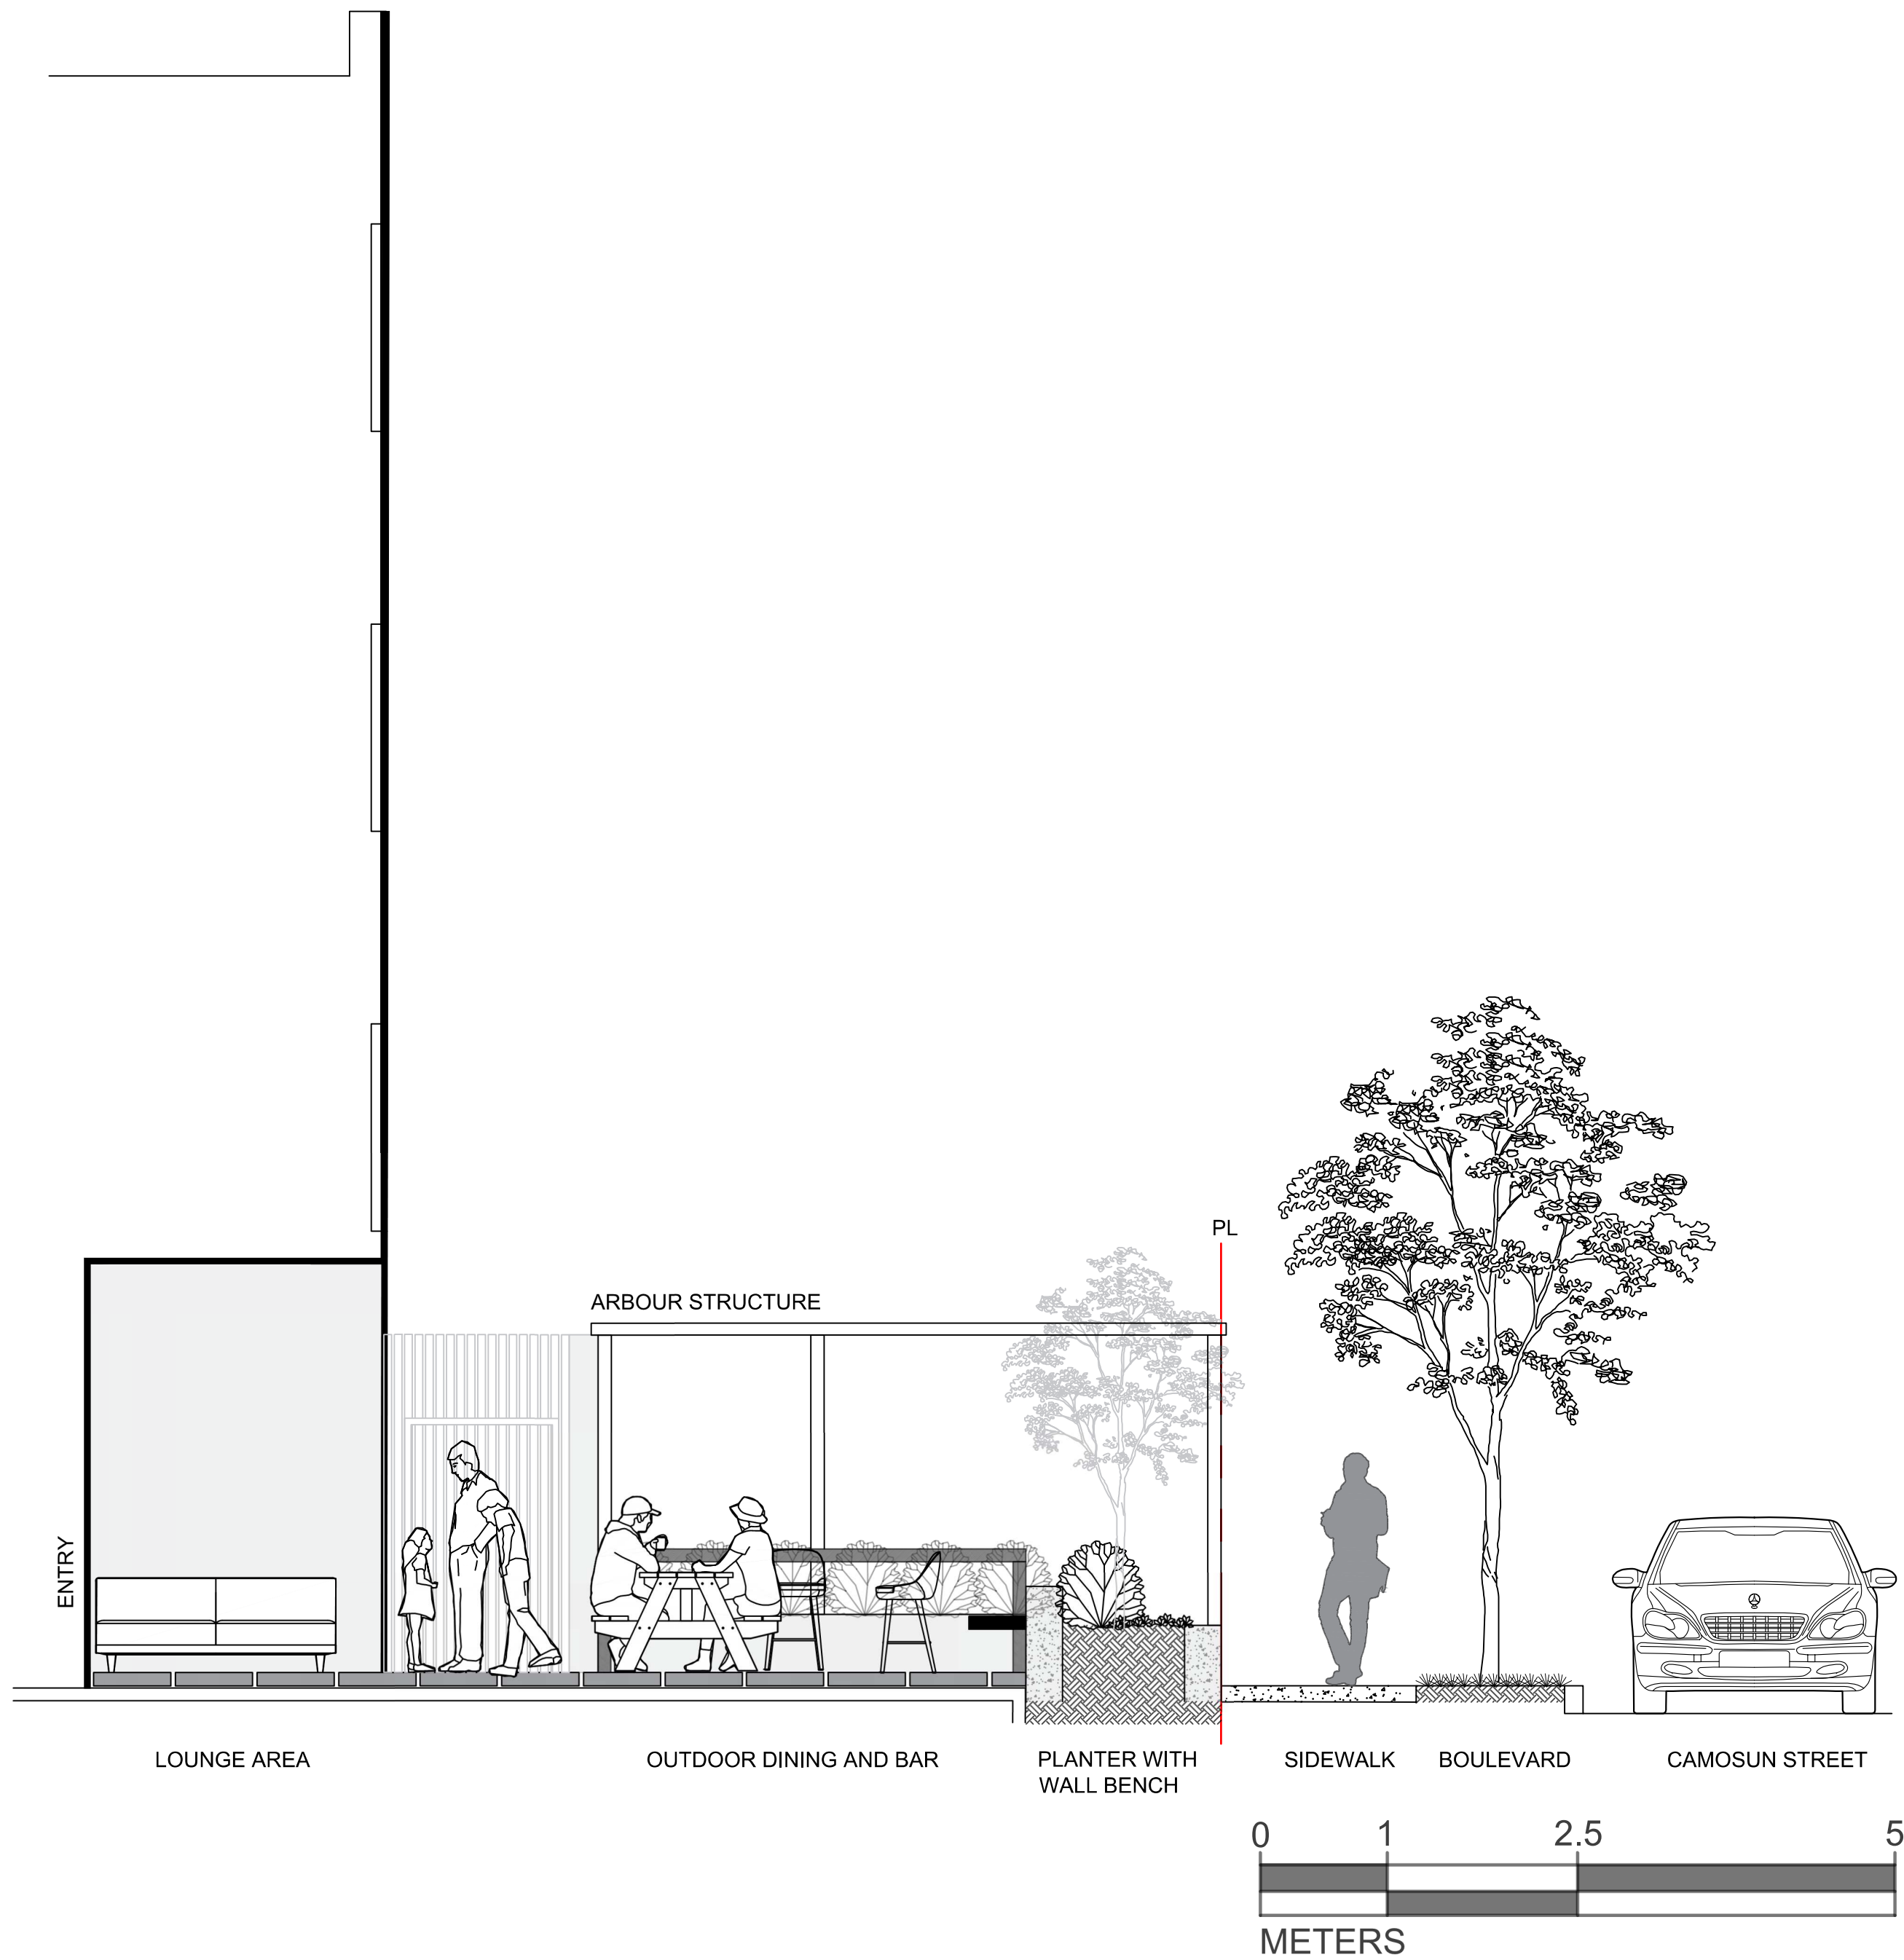 PL
ARBOUR STRUCTURE
ENTRY
LOUNGE AREA
OUTDOOR DINING AND BAR
PLANTER WITH
WALL BENCH
SIDEWALK
BOULEVARD
CAMOSUN STREET
0 1 2.5 5
METERS